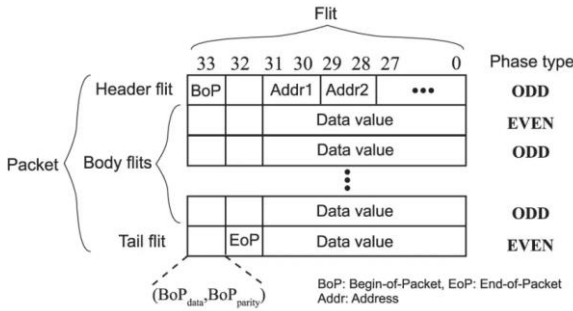 Flit
33 32 31 30 29 28 27 0 Phase type
Header flit BoP Addr1 Addr2 ••• ODD
Data value EVEN
Packet Body flits Data value ODD
Data value ODD
Tail flit EoP Data value EVEN
(BoPdata,BoPparity)
BoP: Begin-of-Packet, EoP: End-of-Packet
Addr: Address